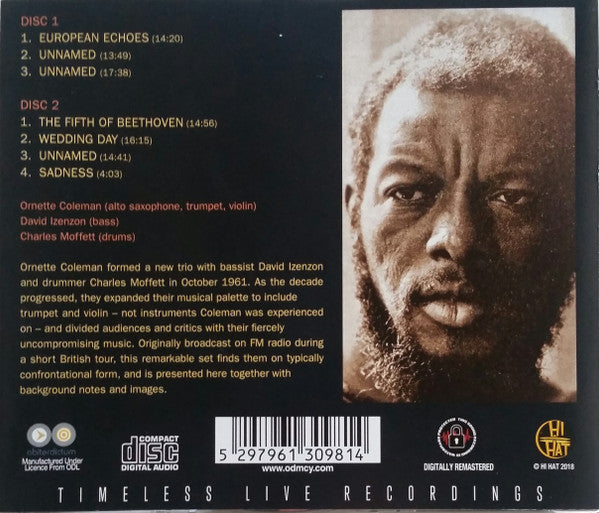 DISC 1
1. EUROPEAN ECHOES (14:20)
2. UNNAMED (13:49)
3. UNNAMED (17:38)
DISC 2
1. THE FIFTH OF BEETHOVEN (14:56)
2. WEDDING DAY (16:15)
3. UNNAMED (14:41)
4. SADNESS (4:03)
Ornette Coleman (alto saxophone, trumpet, violin)
David Izenzon (bass)
Charles Moffett (drums)
Ornette Coleman formed a new trio with bassist David Izenzon
and drummer Charles Moffett in October 1961. As the decade
progressed, they expanded their musical palette to include
trumpet and violin – not instruments Coleman was experienced
on – and divided audiences and critics with their fiercely
uncompromising music. Originally broadcast on FM radio during
a short British tour, this remarkable set finds them on typically
confrontational form, and is presented here together with
background notes and images.
obiterdictum
Manufactured Under
Licence From ODL
COMPACT
disc
DIGITAL AUDIO
5 297961 309814
www.odmcy.com
DIGITALLY REMASTERED
HI
HAT
© HI HAT 2018
TIMELESS LIVE RECORDINGS